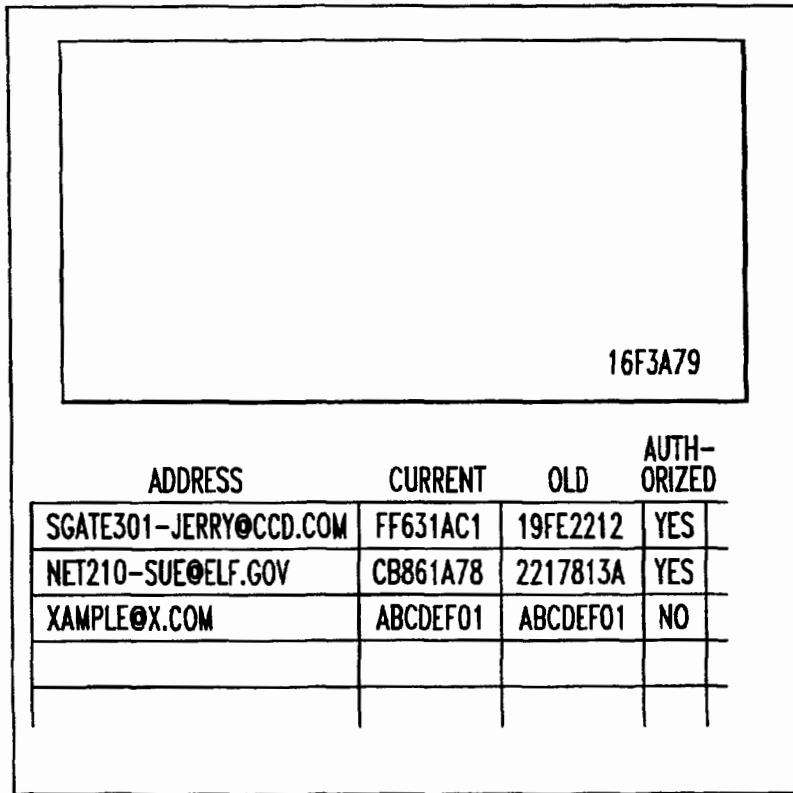 16F3A79
ADDRESS CURRENT OLD AUTH-
ORIZED
SGATE301-JERRY@CCD.COM FF631AC1 19FE2212 YES
NET210-SUE@ELF.GOV CB861A78 2217813A YES
XAMPLE@X.COM ABCDEF01 ABCDEF01 NO